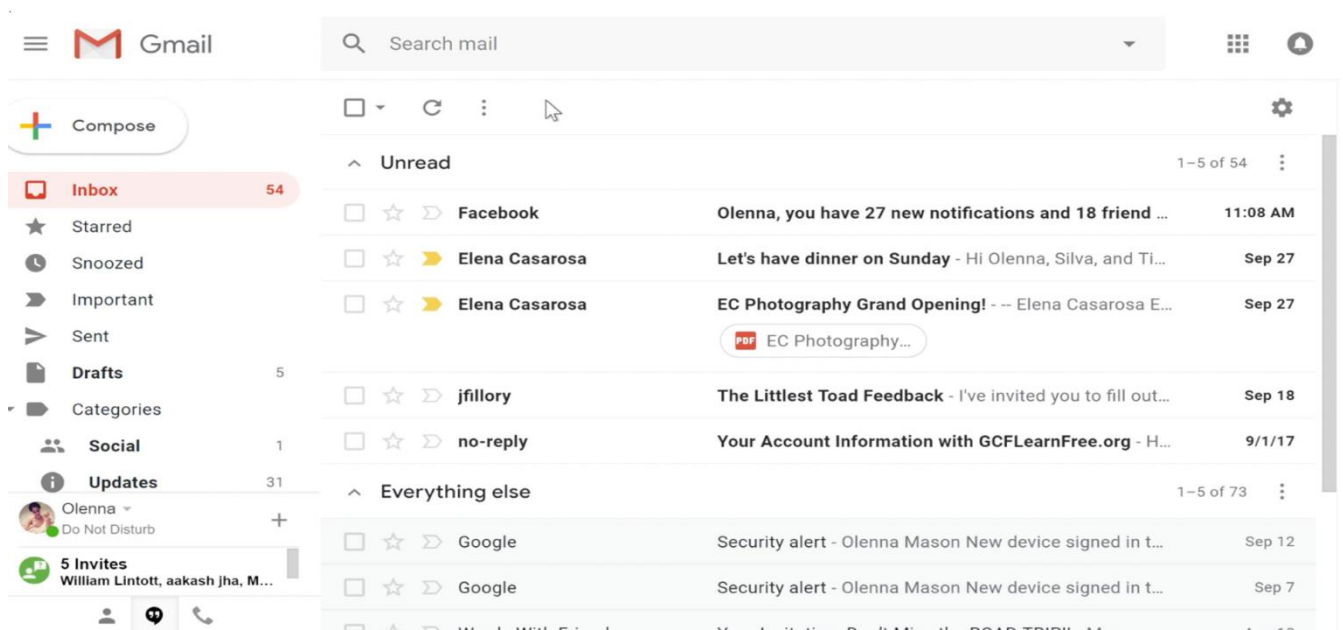 Gmail
Search mail
Compose
Inbox 54
Starred
Snoozed
Important
Sent
Drafts 5
Categories
Social 1
Updates 31
Olenna
Do Not Disturb
5 Invites
William Lintott, aakash jha, M...
Unread 1–5 of 54
Facebook Olenna, you have 27 new notifications and 18 friend ... 11:08 AM
Elena Casarosa Let's have dinner on Sunday - Hi Olenna, Silva, and Ti... Sep 27
Elena Casarosa EC Photography Grand Opening! - -- Elena Casarosa E... Sep 27
PDF EC Photography...
jfillory The Littlest Toad Feedback - I've invited you to fill out... Sep 18
no-reply Your Account Information with GCFLearnFree.org - H... 9/1/17
Everything else 1–5 of 73
Google Security alert - Olenna Mason New device signed in t... Sep 12
Google Security alert - Olenna Mason New device signed in t... Sep 7